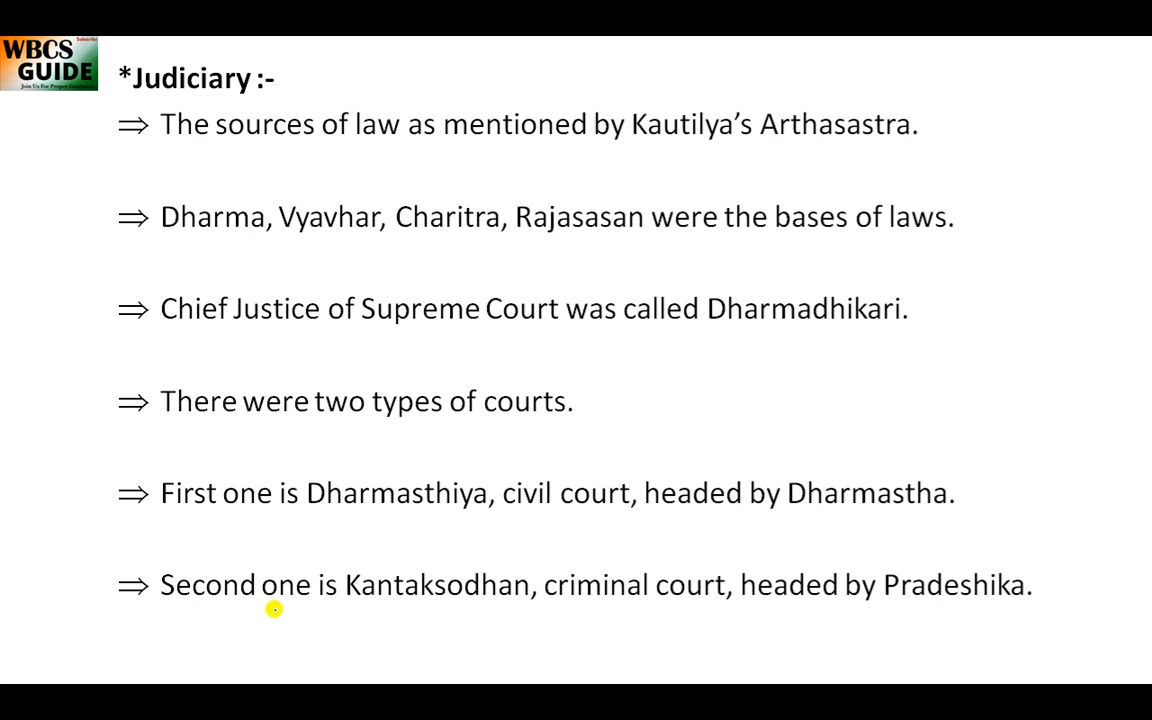 Subscribe
WBCS
GUIDE
*Judiciary :-
⇒ The sources of law as mentioned by Kautilya’s Arthasastra.
⇒ Dharma, Vyavhar, Charitra, Rajasasan were the bases of laws.
⇒ Chief Justice of Supreme Court was called Dharmadhikari.
⇒ There were two types of courts.
⇒ First one is Dharmasthiya, civil court, headed by Dharmastha.
⇒ Second one is Kantaksodhan, criminal court, headed by Pradeshika.